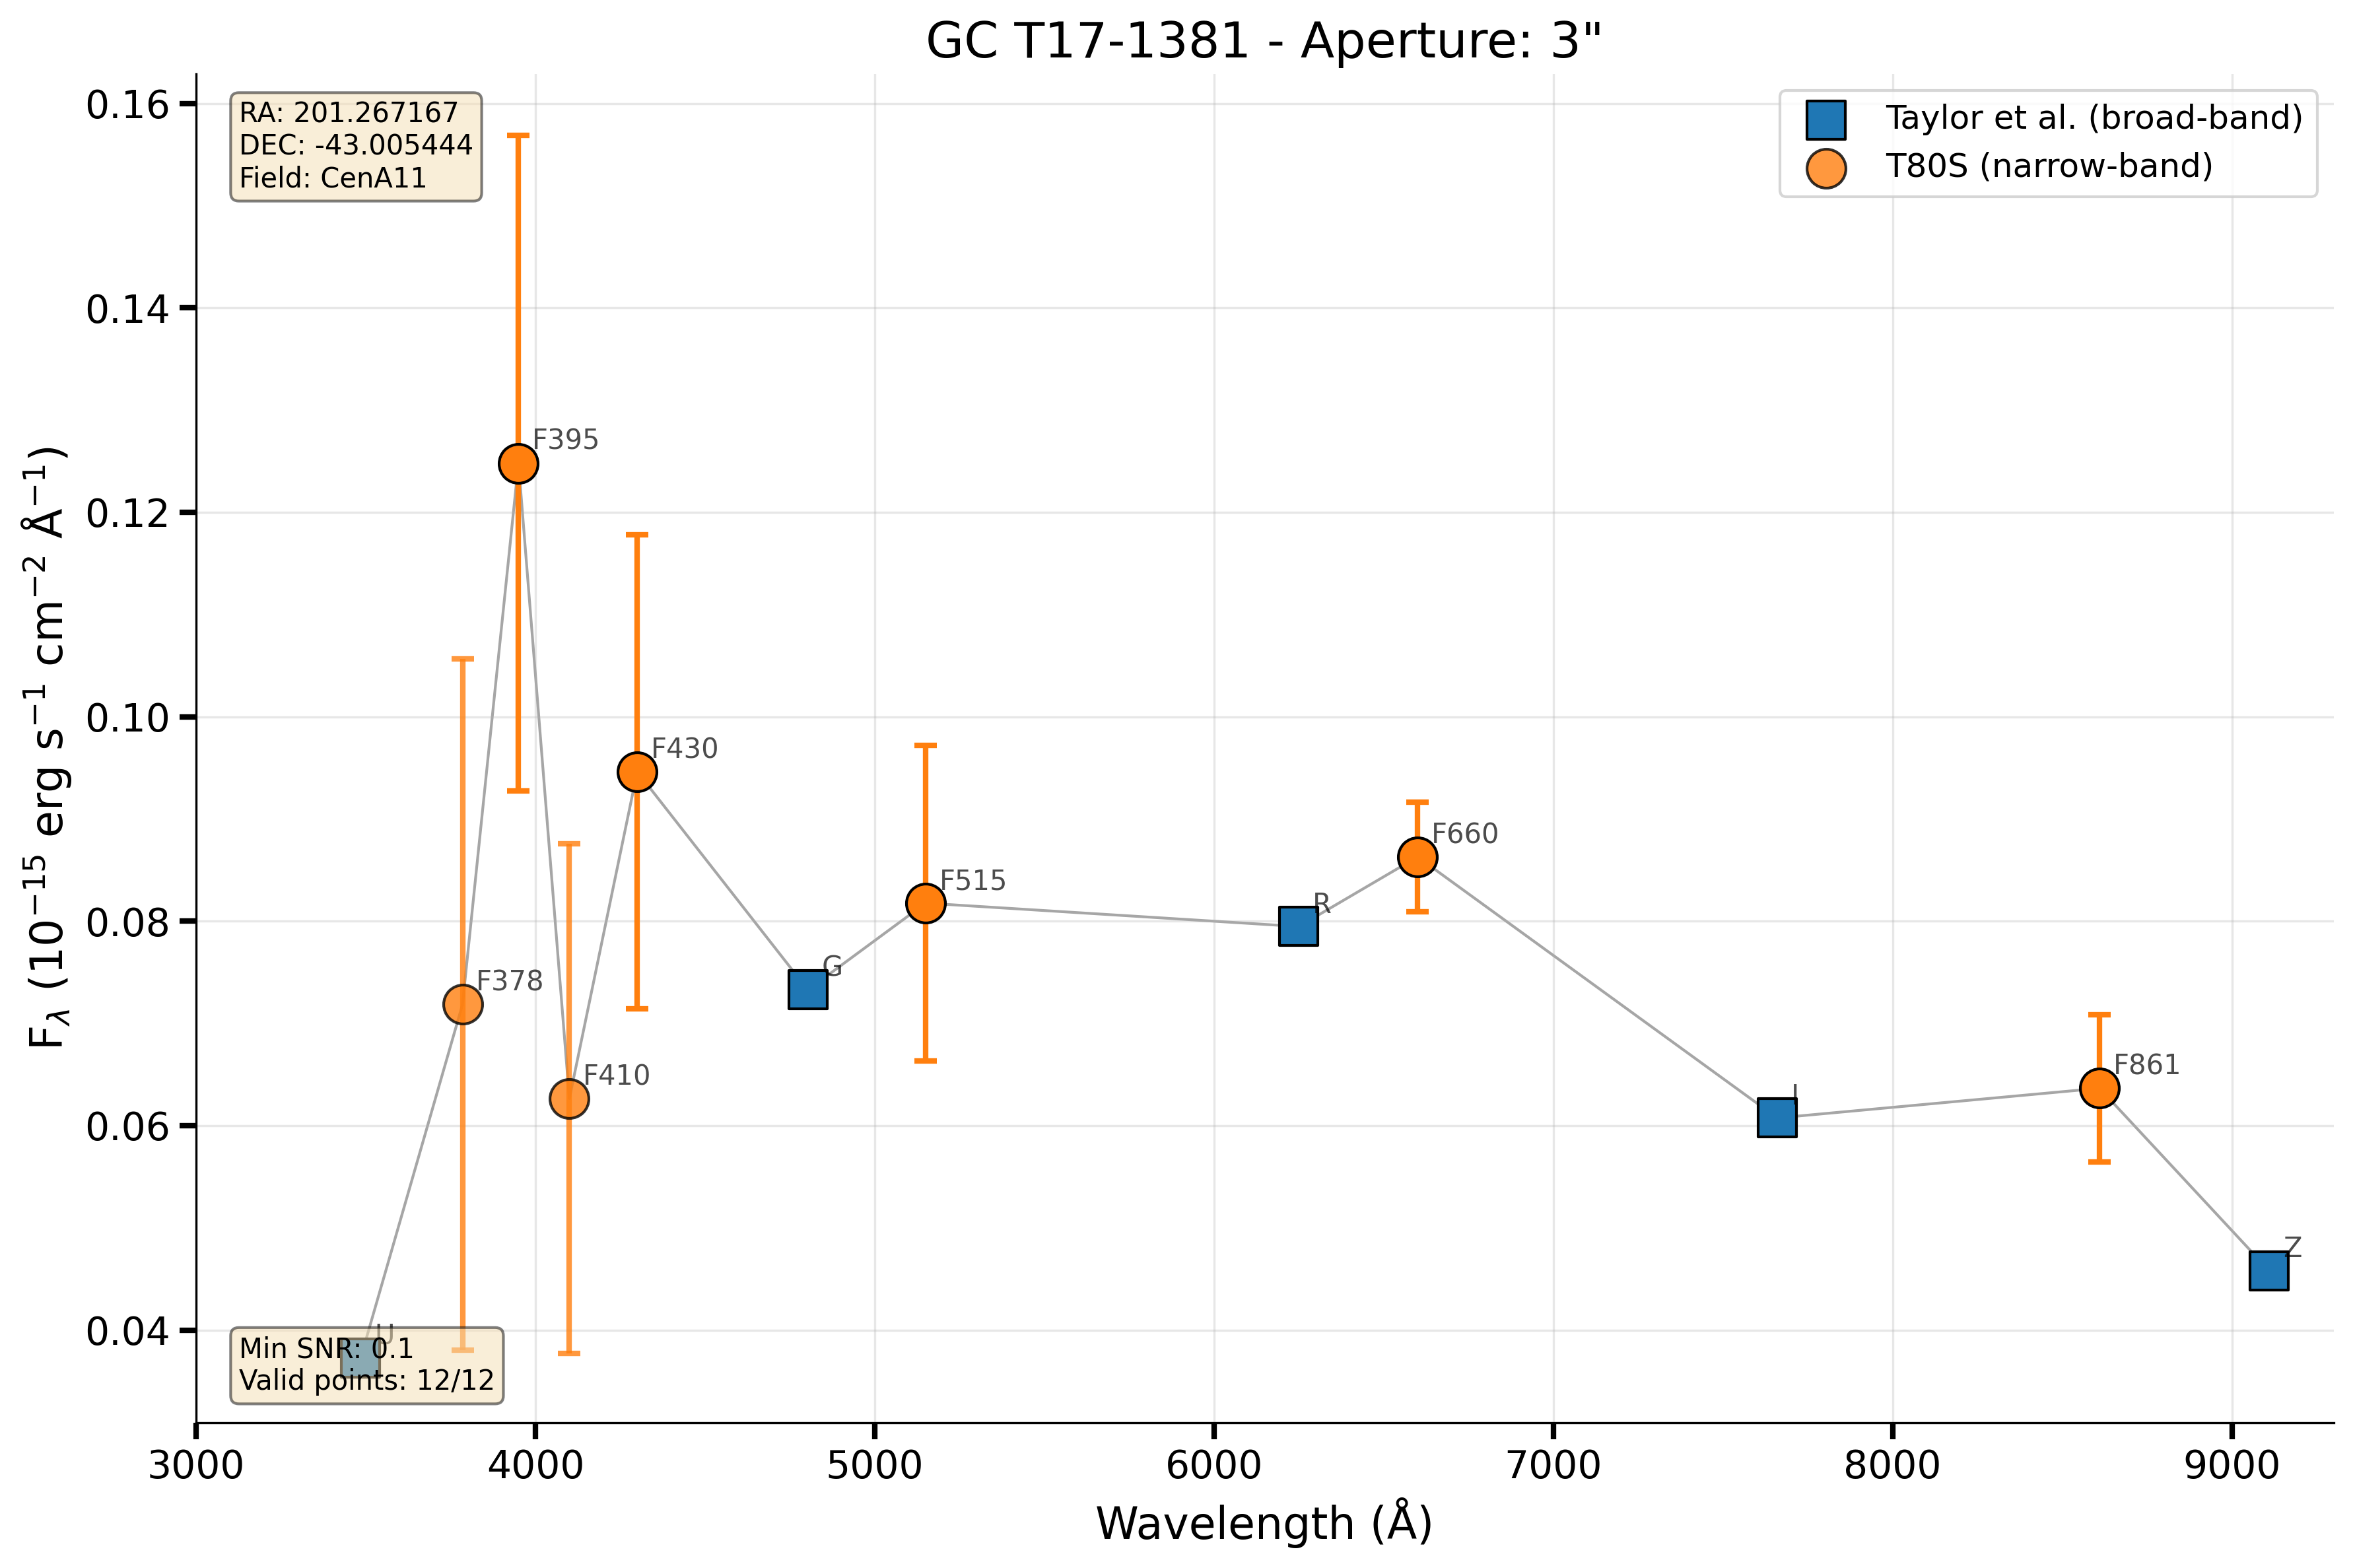 GC T17-1381 - Aperture: 3"
RA: 201.267167
DEC: -43.005444
Field: CenA11
Taylor et al. (broad-band)
T80S (narrow-band)
F$_{\lambda}$ (10$^{-15}$ erg s$^{-1}$ cm$^{-2}$ Å$^{-1}$)
0.16
0.14
0.12
0.10
0.08
0.06
0.04
F395
F430
F378
F410
G
F515
R
F660
I
F861
Z
U
Min SNR: 0.1
Valid points: 12/12
3000 4000 5000 6000 7000 8000 9000
Wavelength (Å)